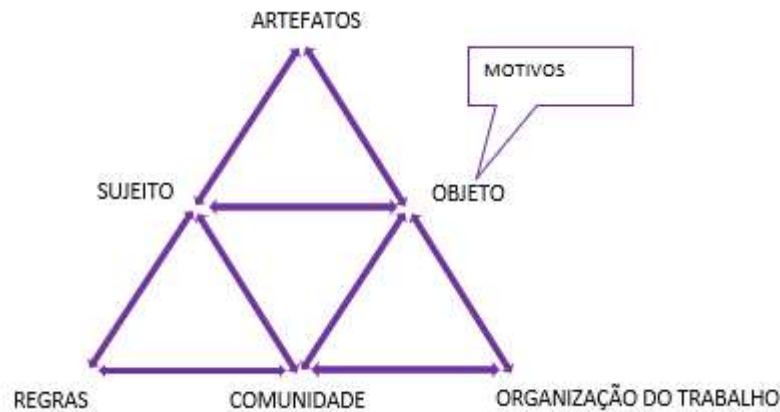 ARTEFATOS
MOTIVOS
SUJEITO
OBJETO
REGRAS
COMUNIDADE
ORGANIZAÇÃO DO TRABALHO